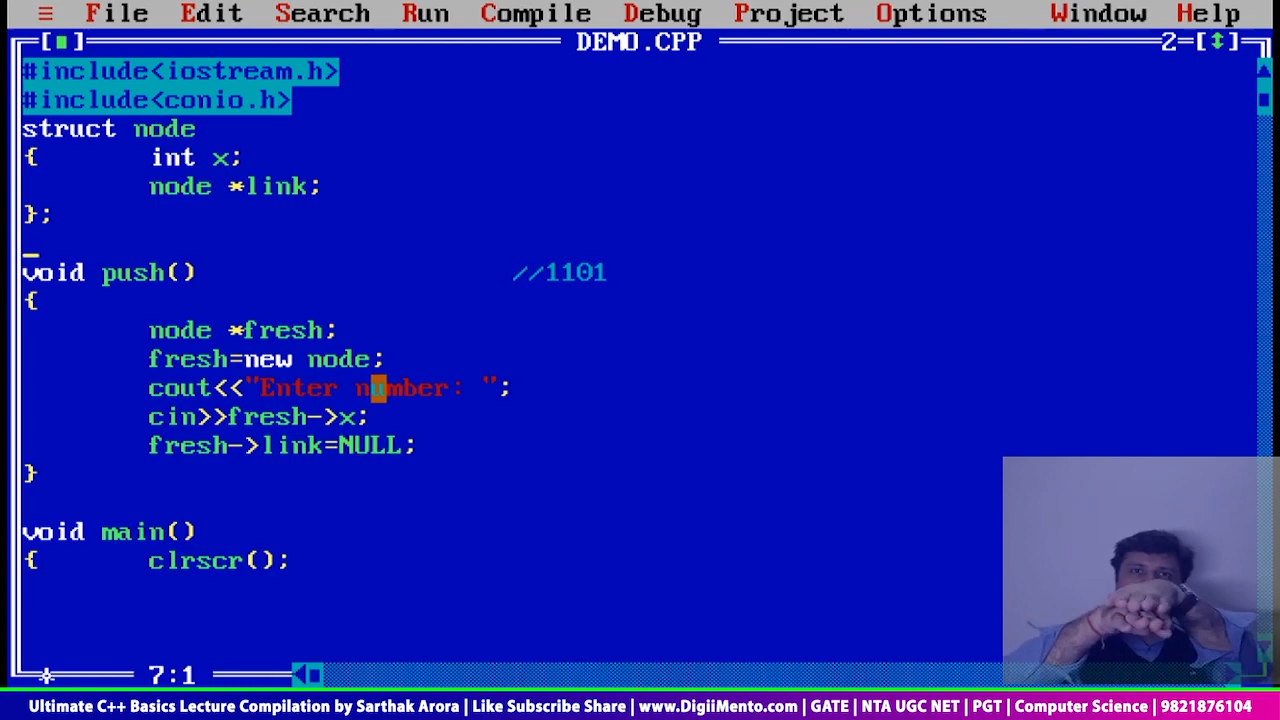 ≡ File Edit Search Run Compile Debug Project Options Window Help
[■] DEMO.CPP 2=[↕]
#include<iostream.h>
#include<conio.h>
struct node
{ int x;
node *link;
};
void push() //1101
{
node *fresh;
fresh=new node;
cout<<"Enter number: ";
cin>>fresh->x;
fresh->link=NULL;
}
void main()
{ clrscr();
7:1
Ultimate C++ Basics Lecture Compilation by Sarthak Arora | Like Subscribe Share | www.DigiiMento.com | GATE | NTA UGC NET | PGT | Computer Science | 9821876104